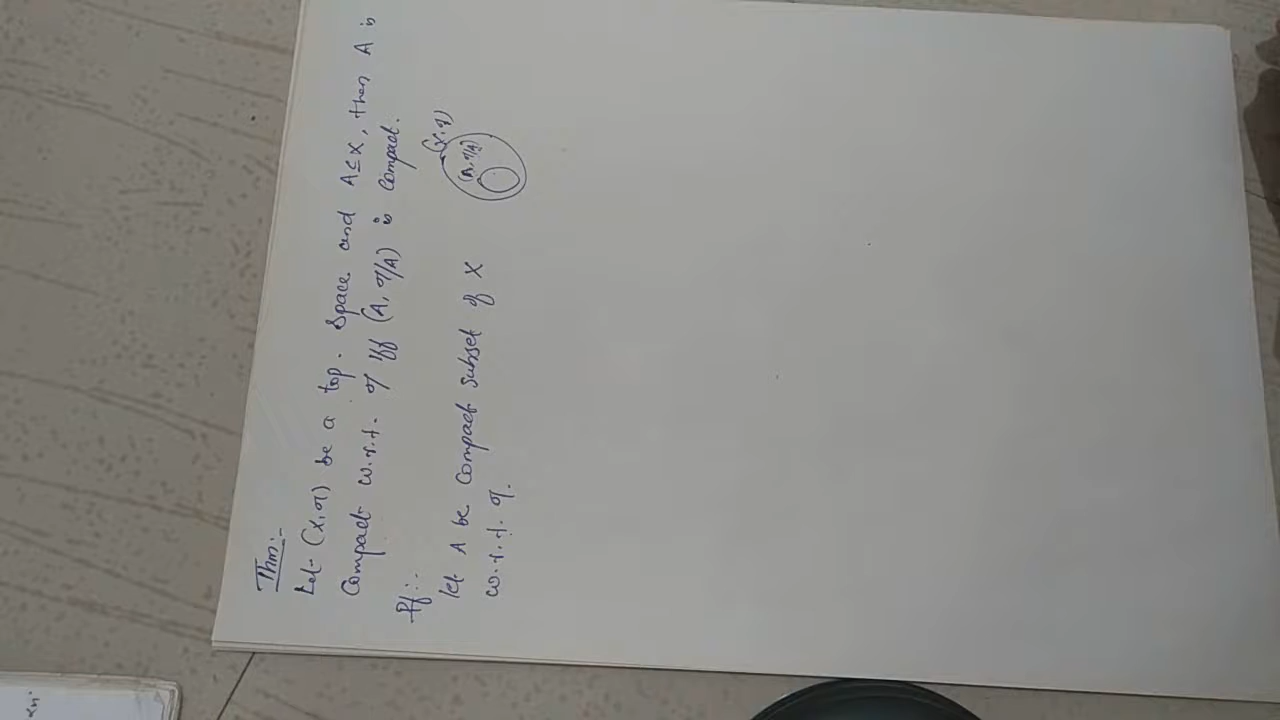 Thm:-
Let (X,σ) be a top. Space and A⊆X, then A is
Compact w.r.t. σ iff (A, σ/A) is Compact.
Pf:-
let A be Compact subset of X
w.r.t. σ.
(X,σ)
(A,σ/A)